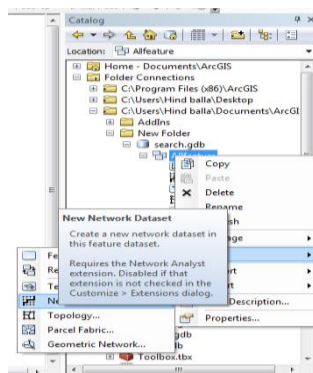 Catalog
Location: Allfeature
Home - Documents\ArcGIS
Folder Connections
C:\Program Files (x86)\ArcGIS
C:\Users\Hind balla\Desktop
C:\Users\Hind balla\Documents\ArcGI
AddIns
New Folder
search.gdb
Allfeature
Copy
Paste
Delete
Rename
New Network Dataset
Create a new network dataset in
this feature dataset.
Requires the Network Analyst
extension. Disabled if that
extension is not checked in the
Customize > Extensions dialog.
Description...
Properties...
Topology...
Parcel Fabric...
Geometric Network...
gdb
Toolbox.tbx